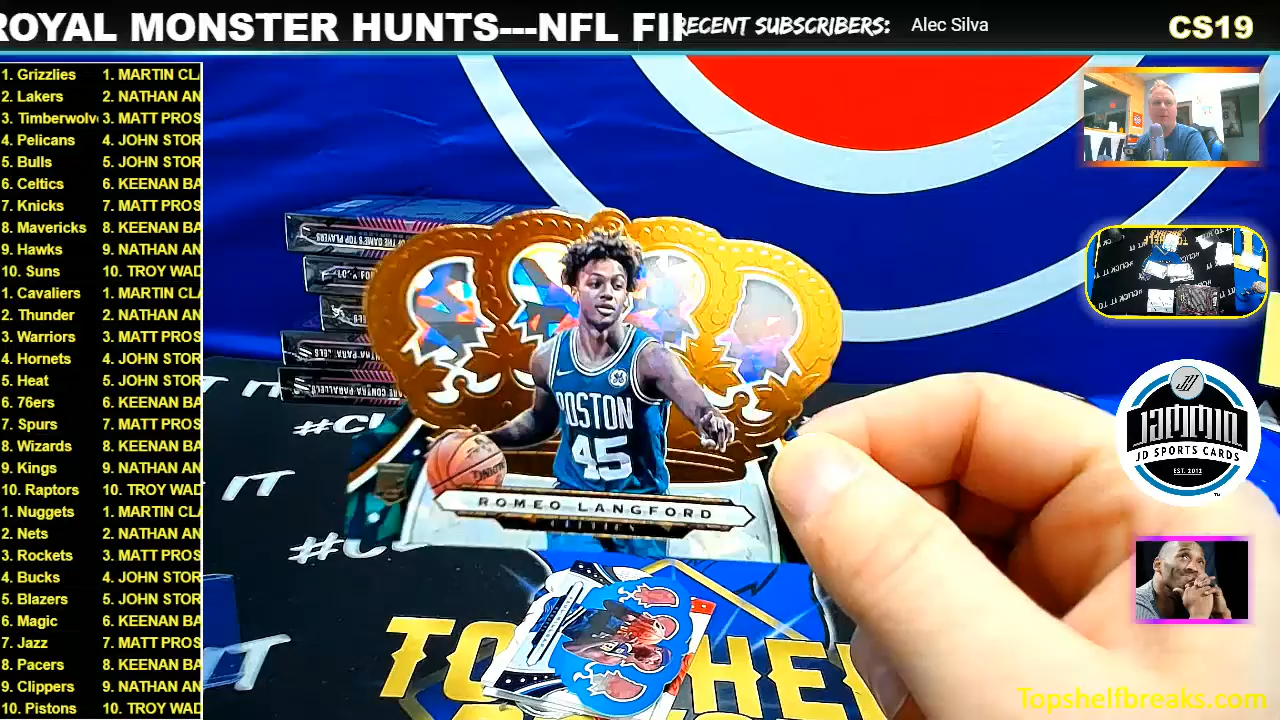 ROYAL MONSTER HUNTS---NFL FII
RECENT SUBSCRIBERS:
Alec Silva
CS19
1. Grizzlies 1. MARTIN CLA
2. Lakers 2. NATHAN AN
3. Timberwolv 3. MATT PROS
4. Pelicans 4. JOHN STOR
5. Bulls 5. JOHN STOR
6. Celtics 6. KEENAN BA
7. Knicks 7. MATT PROS
8. Mavericks 8. KEENAN BA
9. Hawks 9. NATHAN AN
10. Suns 10. TROY WAD
1. Cavaliers 1. MARTIN CLA
2. Thunder 2. NATHAN AN
3. Warriors 3. MATT PROS
4. Hornets 4. JOHN STOR
5. Heat 5. JOHN STOR
6. 76ers 6. KEENAN BA
7. Spurs 7. MATT PROS
8. Wizards 8. KEENAN BA
9. Kings 9. NATHAN AN
10. Raptors 10. TROY WAD
1. Nuggets 1. MARTIN CLA
2. Nets 2. NATHAN AN
3. Rockets 3. MATT PROS
4. Bucks 4. JOHN STOR
5. Blazers 5. JOHN STOR
6. Magic 6. KEENAN BA
7. Jazz 7. MATT PROS
8. Pacers 8. KEENAN BA
9. Clippers 9. NATHAN AN
10. Pistons 10. TROY WAD
BOSTON
45
ROMEO LANGFORD
CELTICS
JAMMIN
JD SPORTS CARDS
EST. 2012
Topshelfbreaks.com